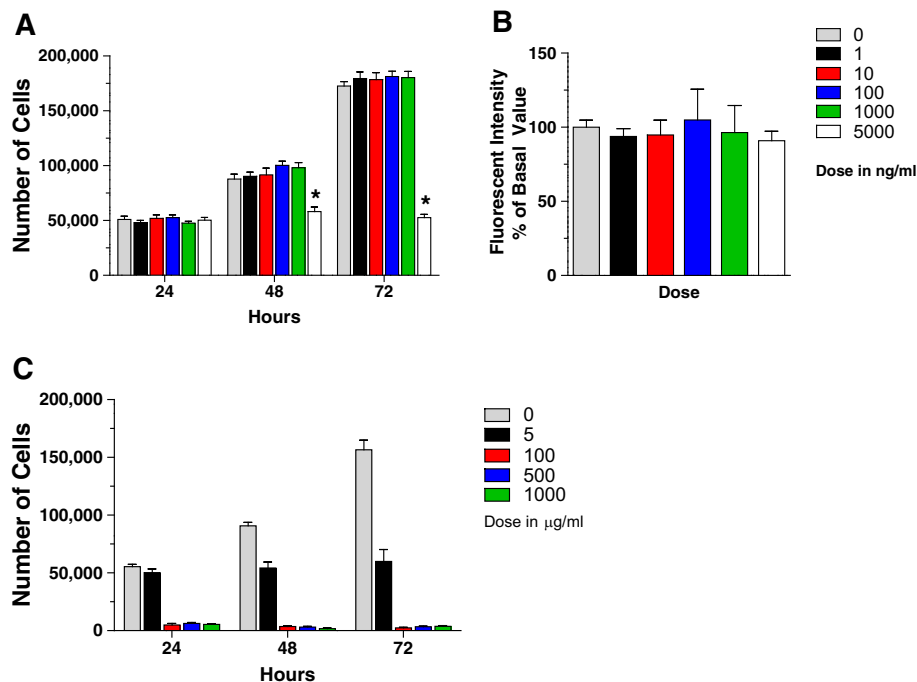 A
Number of Cells
200,000
150,000
100,000
50,000
0
*
*
24
48
72
Hours
B
Fluorescent Intensity
% of Basal Value
150
100
50
0
Dose
0
1
10
100
1000
5000
Dose in ng/ml
C
Number of Cells
200,000
150,000
100,000
50,000
0
24
48
72
Hours
0
5
100
500
1000
Dose in μg/ml